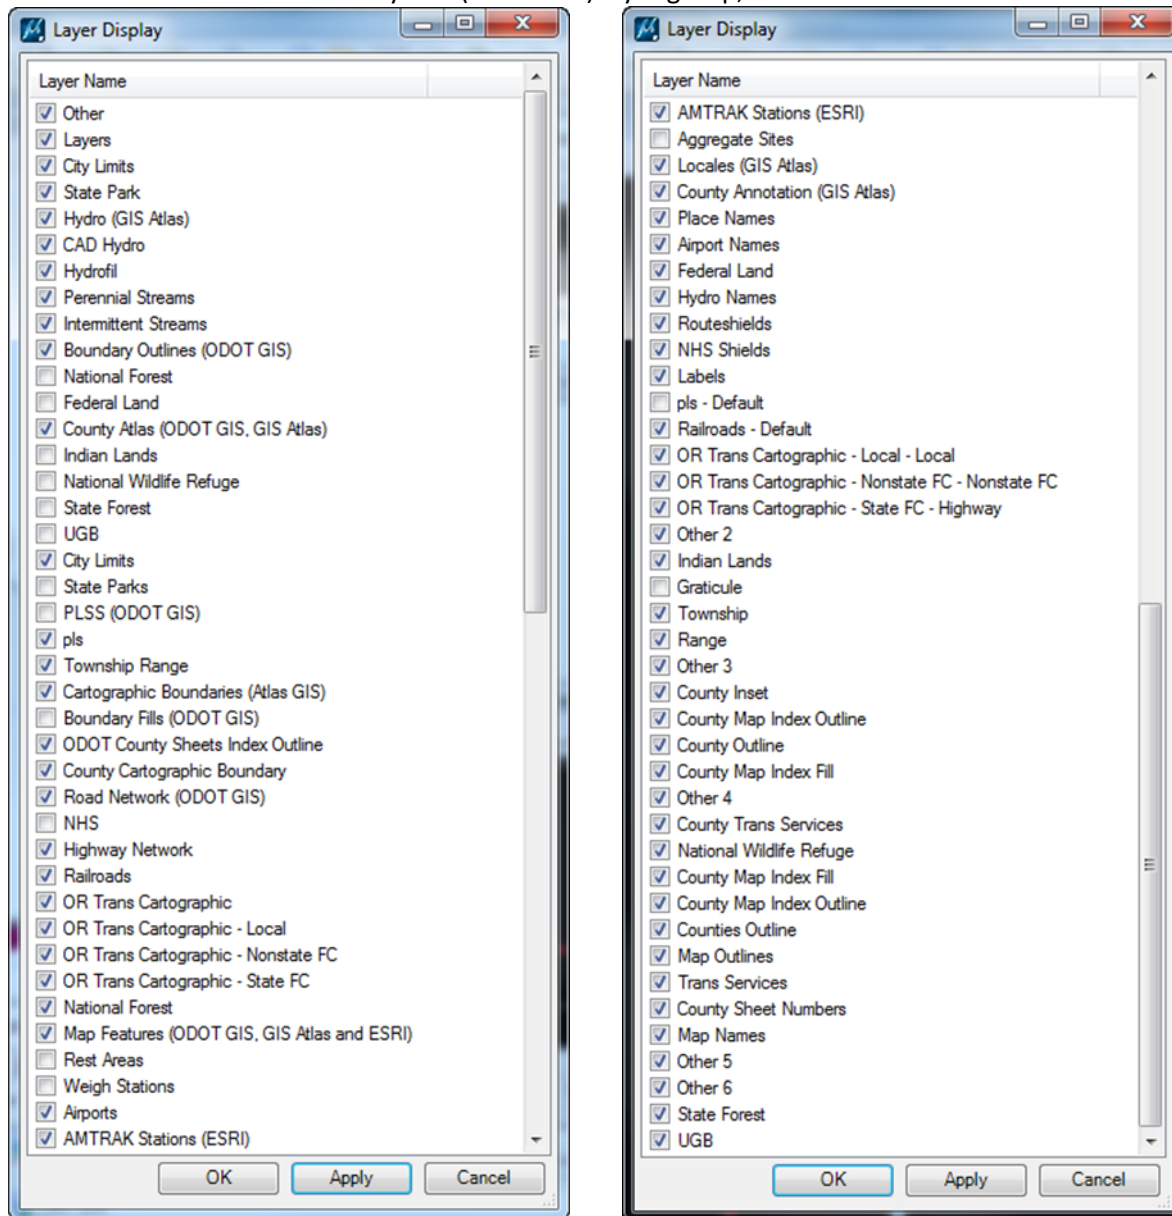 Layer Display
Layer Name
Other
Layers
City Limits
State Park
Hydro (GIS Atlas)
CAD Hydro
Hydrofil
Perennial Streams
Intermittent Streams
Boundary Outlines (ODOT GIS)
National Forest
Federal Land
County Atlas (ODOT GIS, GIS Atlas)
Indian Lands
National Wildlife Refuge
State Forest
UGB
City Limits
State Parks
PLSS (ODOT GIS)
pls
Township Range
Cartographic Boundaries (Atlas GIS)
Boundary Fills (ODOT GIS)
ODOT County Sheets Index Outline
County Cartographic Boundary
Road Network (ODOT GIS)
NHS
Highway Network
Railroads
OR Trans Cartographic
OR Trans Cartographic - Local
OR Trans Cartographic - Nonstate FC
OR Trans Cartographic - State FC
National Forest
Map Features (ODOT GIS, GIS Atlas and ESRI)
Rest Areas
Weigh Stations
Airports
AMTRAK Stations (ESRI)
OK Apply Cancel
Layer Display
Layer Name
AMTRAK Stations (ESRI)
Aggregate Sites
Locales (GIS Atlas)
County Annotation (GIS Atlas)
Place Names
Airport Names
Federal Land
Hydro Names
Routeshields
NHS Shields
Labels
pls - Default
Railroads - Default
OR Trans Cartographic - Local - Local
OR Trans Cartographic - Nonstate FC - Nonstate FC
OR Trans Cartographic - State FC - Highway
Other 2
Indian Lands
Graticule
Township
Range
Other 3
County Inset
County Map Index Outline
County Outline
County Map Index Fill
Other 4
County Trans Services
National Wildlife Refuge
County Map Index Fill
County Map Index Outline
Counties Outline
Map Outlines
Trans Services
County Sheet Numbers
Map Names
Other 5
Other 6
State Forest
UGB
OK Apply Cancel